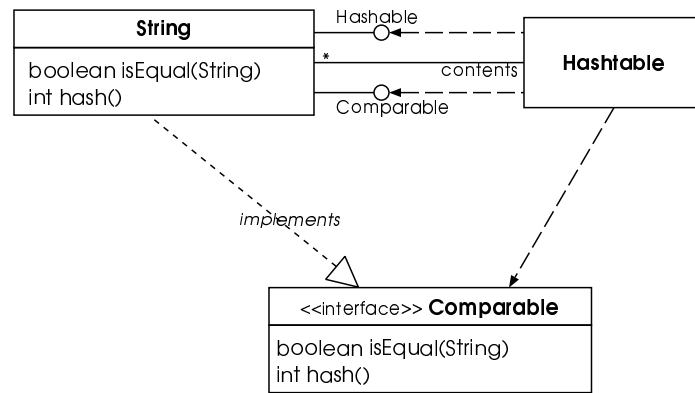 String
boolean isEqual(String)
int hash()
Hashable
*
contents
Comparable
Hashtable
implements
<<interface>> Comparable
boolean isEqual(String)
int hash()